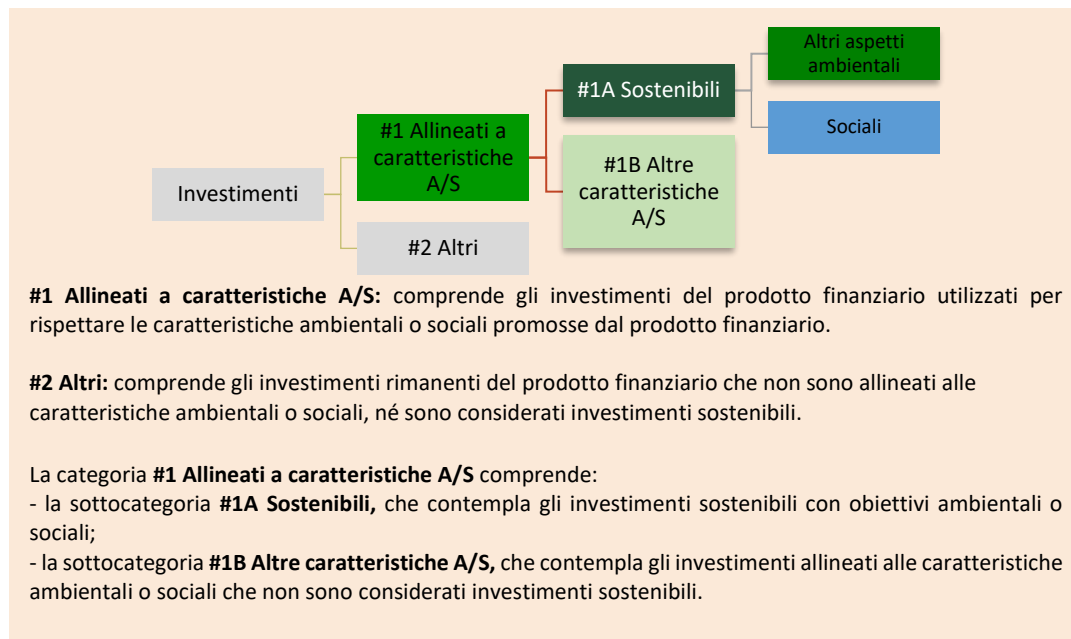 Altri aspetti
ambientali
#1A Sostenibili
#1 Allineati a
caratteristiche
A/S
Sociali
#1B Altre
caratteristiche
A/S
Investimenti
#2 Altri
#1 Allineati a caratteristiche A/S: comprende gli investimenti del prodotto finanziario utilizzati per
rispettare le caratteristiche ambientali o sociali promosse dal prodotto finanziario.
#2 Altri: comprende gli investimenti rimanenti del prodotto finanziario che non sono allineati alle
caratteristiche ambientali o sociali, né sono considerati investimenti sostenibili.
La categoria #1 Allineati a caratteristiche A/S comprende:
- la sottocategoria #1A Sostenibili, che contempla gli investimenti sostenibili con obiettivi ambientali o
sociali;
- la sottocategoria #1B Altre caratteristiche A/S, che contempla gli investimenti allineati alle caratteristiche
ambientali o sociali che non sono considerati investimenti sostenibili.